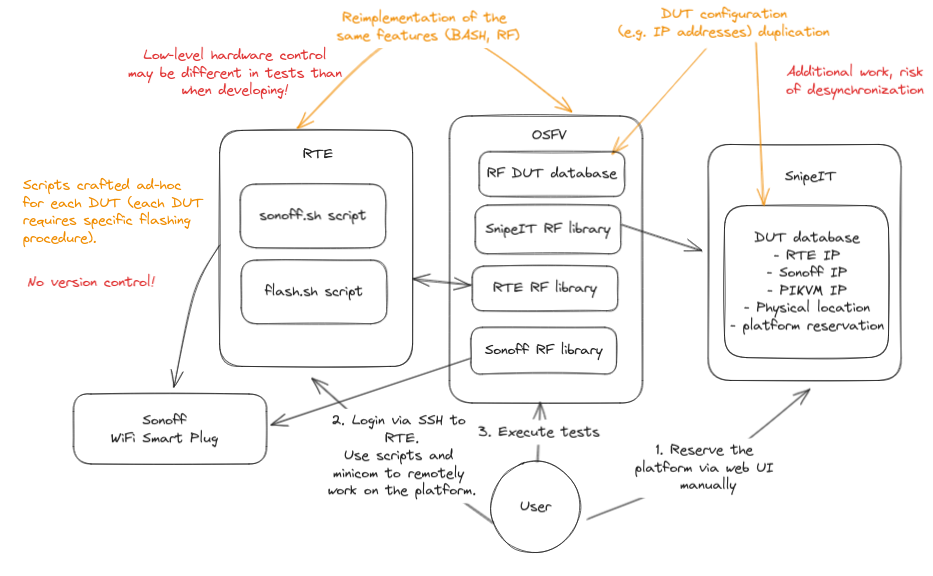 Reimplementation of the
same features (BASH, RF)
DUT configuration
(e.g. IP addresses) duplication
Low-level hardware control
may be different in tests than
when developing!
Additional work, risk
of desynchronization
Scripts crafted ad-hoc
for each DUT (each DUT
requires specific flashing
procedure).
No version control!
RTE
sonoff.sh script
flash.sh script
OSFV
RF DUT database
SnipeIT RF library
RTE RF library
Sonoff RF library
SnipeIT
DUT database
- RTE IP
- Sonoff IP
- PIKVM IP
- Physical location
- platform reservation
Sonoff
WiFi Smart Plug
2. Login via SSH to
RTE.
Use scripts and
minicom to remotely
work on the platform.
3. Execute tests
1. Reserve the
platform via web UI
manually
User